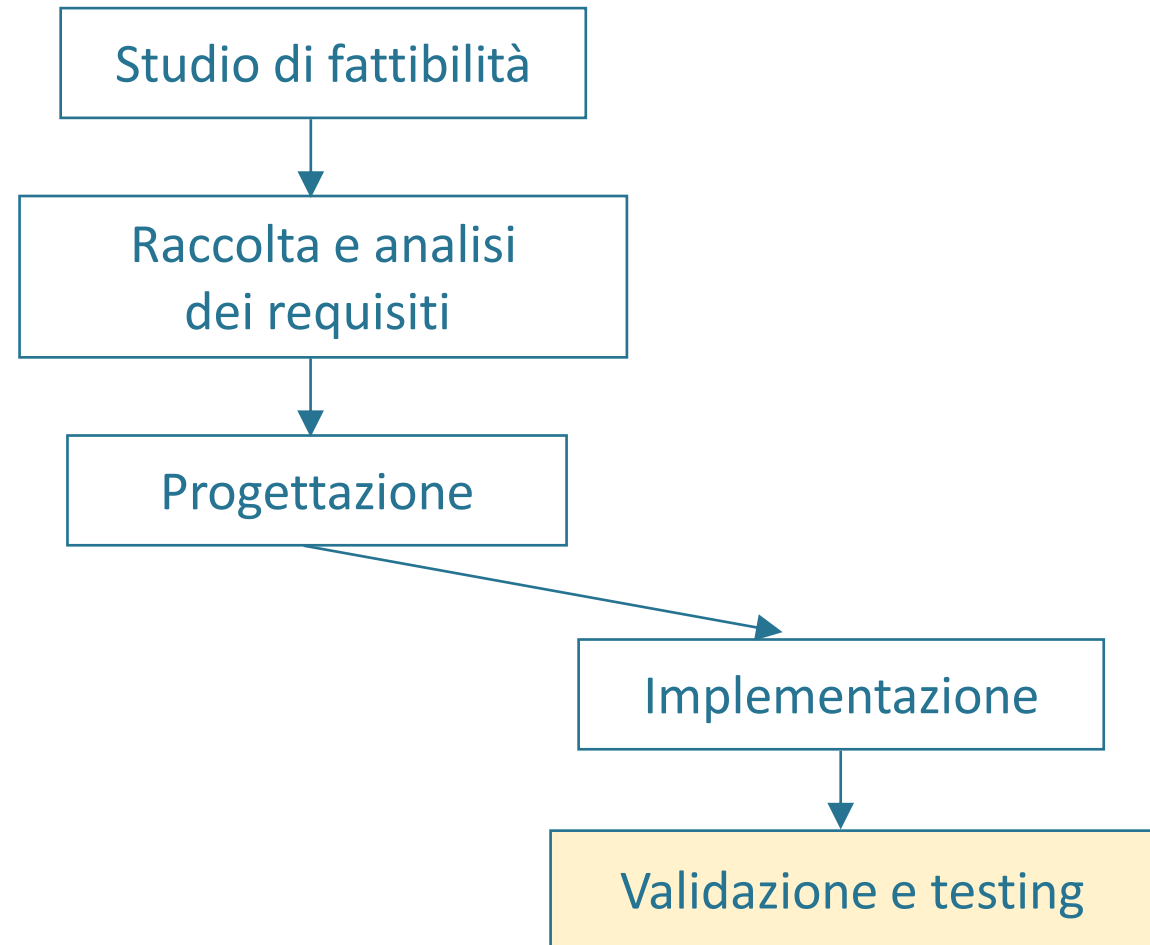 Studio di fattibilità
Raccolta e analisi
dei requisiti
Progettazione
Implementazione
Validazione e testing